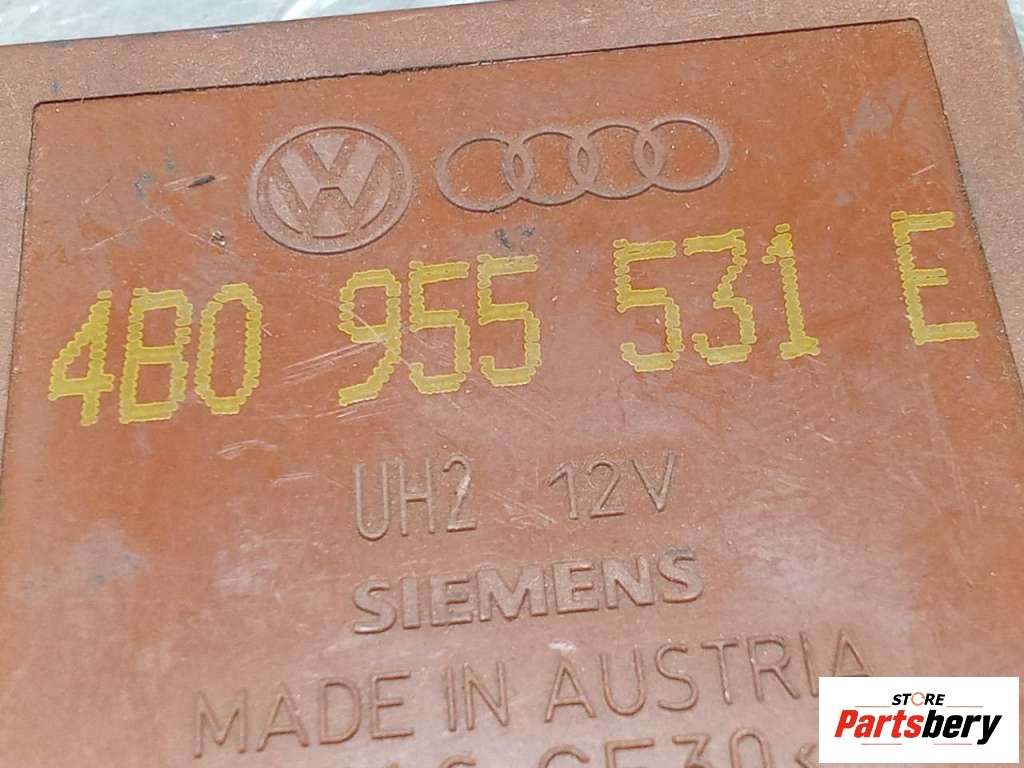 4B0 955 531 E
UH2 12V
SIEMENS
MADE IN AUSTRIA
STORE
Partsbery